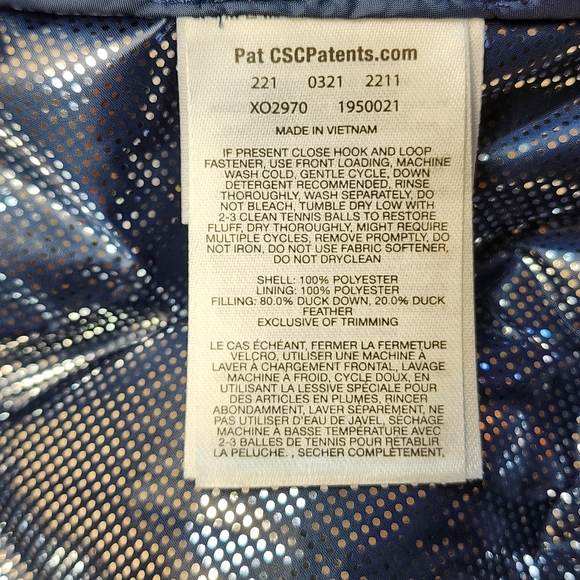 Pat CSCPatents.com
221 0321 2211
XO2970 1950021
MADE IN VIETNAM
IF PRESENT CLOSE HOOK AND LOOP
FASTENER, USE FRONT LOADING, MACHINE
WASH COLD, GENTLE CYCLE, DOWN
DETERGENT RECOMMENDED, RINSE
THOROUGHLY, WASH SEPARATELY, DO
NOT BLEACH, TUMBLE DRY LOW WITH
2-3 CLEAN TENNIS BALLS TO RESTORE
FLUFF, DRY THOROUGHLY, MIGHT REQUIRE
MULTIPLE CYCLES, REMOVE PROMPTLY, DO
NOT IRON, DO NOT USE FABRIC SOFTENER,
DO NOT DRYCLEAN
SHELL: 100% POLYESTER
LINING: 100% POLYESTER
FILLING: 80.0% DUCK DOWN, 20.0% DUCK
FEATHER
EXCLUSIVE OF TRIMMING
LE CAS ÉCHÉANT, FERMER LA FERMETURE
VELCRO, UTILISER UNE MACHINE À
LAVER À CHARGEMENT FRONTAL, LAVAGE
MACHINE A FROID, CYCLE DOUX, EN
UTILISANT LA LESSIVE SPÉCIALE POUR
DES ARTICLES EN PLUMES, RINCER
ABONDAMMENT, LAVER SÉPARÉMENT, NE
PAS UTILISER D'EAU DE JAVEL, SÉCHAGE
MACHINE À BASSE TEMPÉRATURE AVEC
2-3 BALLES DE TENNIS POUR RÉTABLIR
LA PELUCHE. , SECHER COMPLÈTEMENT,